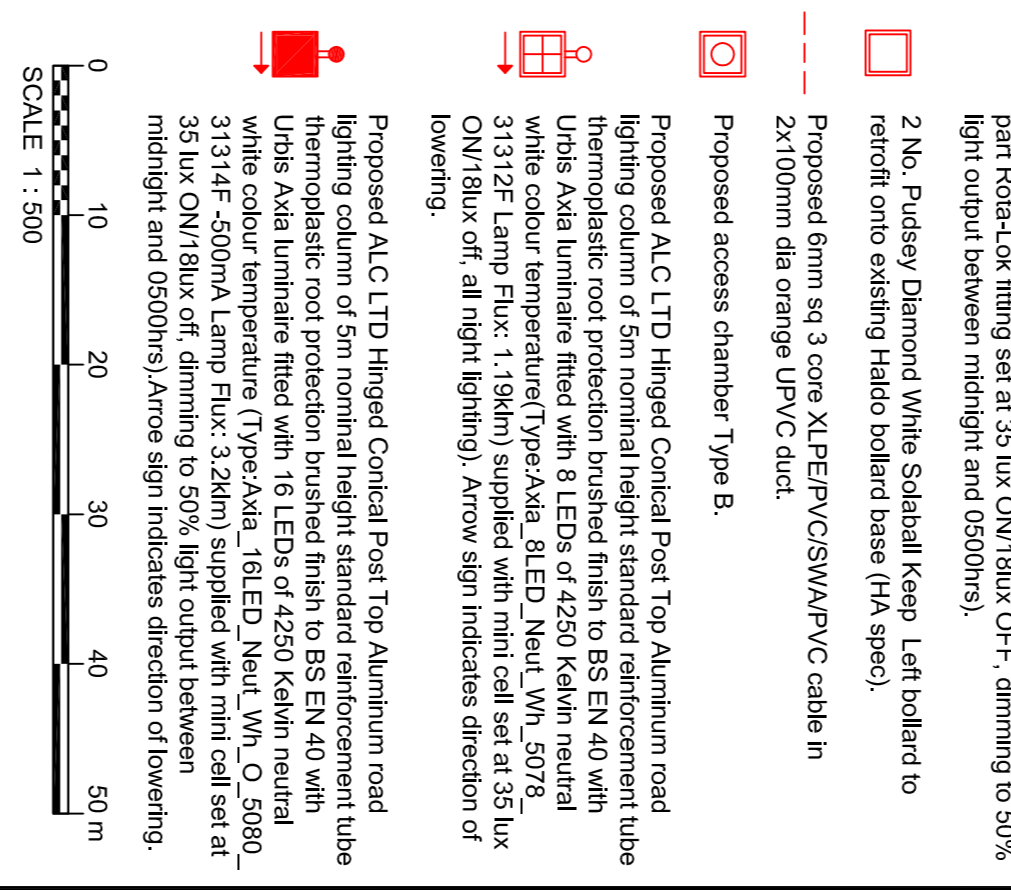 part Rota-Lok fitting set at 35 lux ON/18lux OFF, dimming to 50%
light output between midnight and 0500hrs).
2 No. Pudsey Diamond White Solaball Keep Left bollard to
retrofit onto existing Haldo bollard base (HA spec).
Proposed 6mm sq 3 core XLPE/PVC/SWA/PVC cable in
2x100mm dia orange UPVC duct.
Proposed access chamber Type B.
Proposed ALC LTD Hinged Conical Post Top Aluminum road
lighting column of 5m nominal height standard reinforcement tube
thermoplastic root protection brushed finish to BS EN 40 with
Urbis Axia luminaire fitted with 8 LEDs of 4250 Kelvin neutral
white colour temperature(Type:Axia_8LED_Neut_Wh_5078_
31312F Lamp Flux: 1.19klm) supplied with mini cell set at 35 lux
ON/18lux off, all night lighting). Arrow sign indicates direction of
lowering.
Proposed ALC LTD Hinged Conical Post Top Aluminum road
lighting column of 5m nominal height standard reinforcement tube
thermoplastic root protection brushed finish to BS EN 40 with
Urbis Axia luminaire fitted with 16 LEDs of 4250 Kelvin neutral
white colour temperature (Type:Axia_16LED_Neut_Wh_O_5080_
31314F -500mA Lamp Flux: 3.2klm) supplied with mini cell set at
35 lux ON/18lux off, dimming to 50% light output between
midnight and 0500hrs).Arroe sign indicates direction of lowering.
0 10 20 30 40 50 m
SCALE 1 : 500